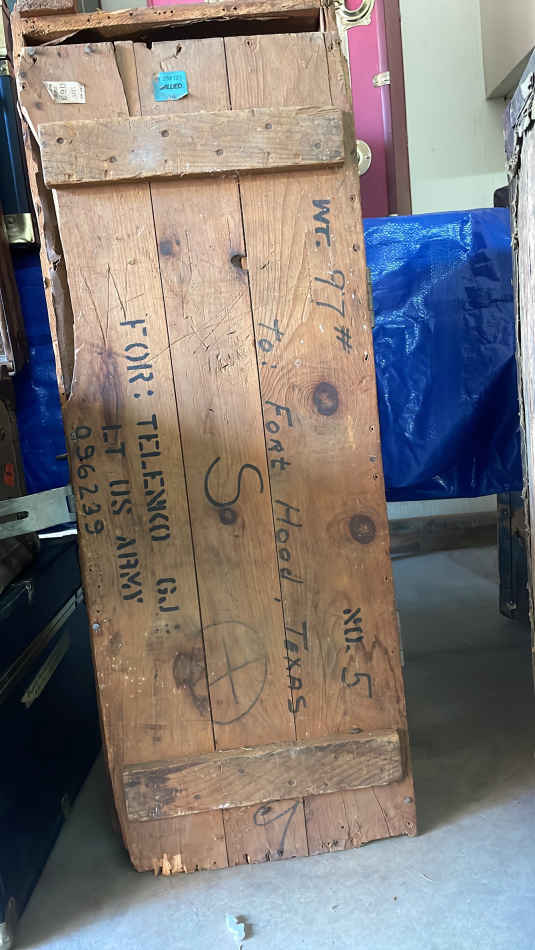 WT. 97#
NO. 5
to: Fort Hood, Texas
S
FOR: TELENKO G.J.
LT US ARMY
096239
ALLIED